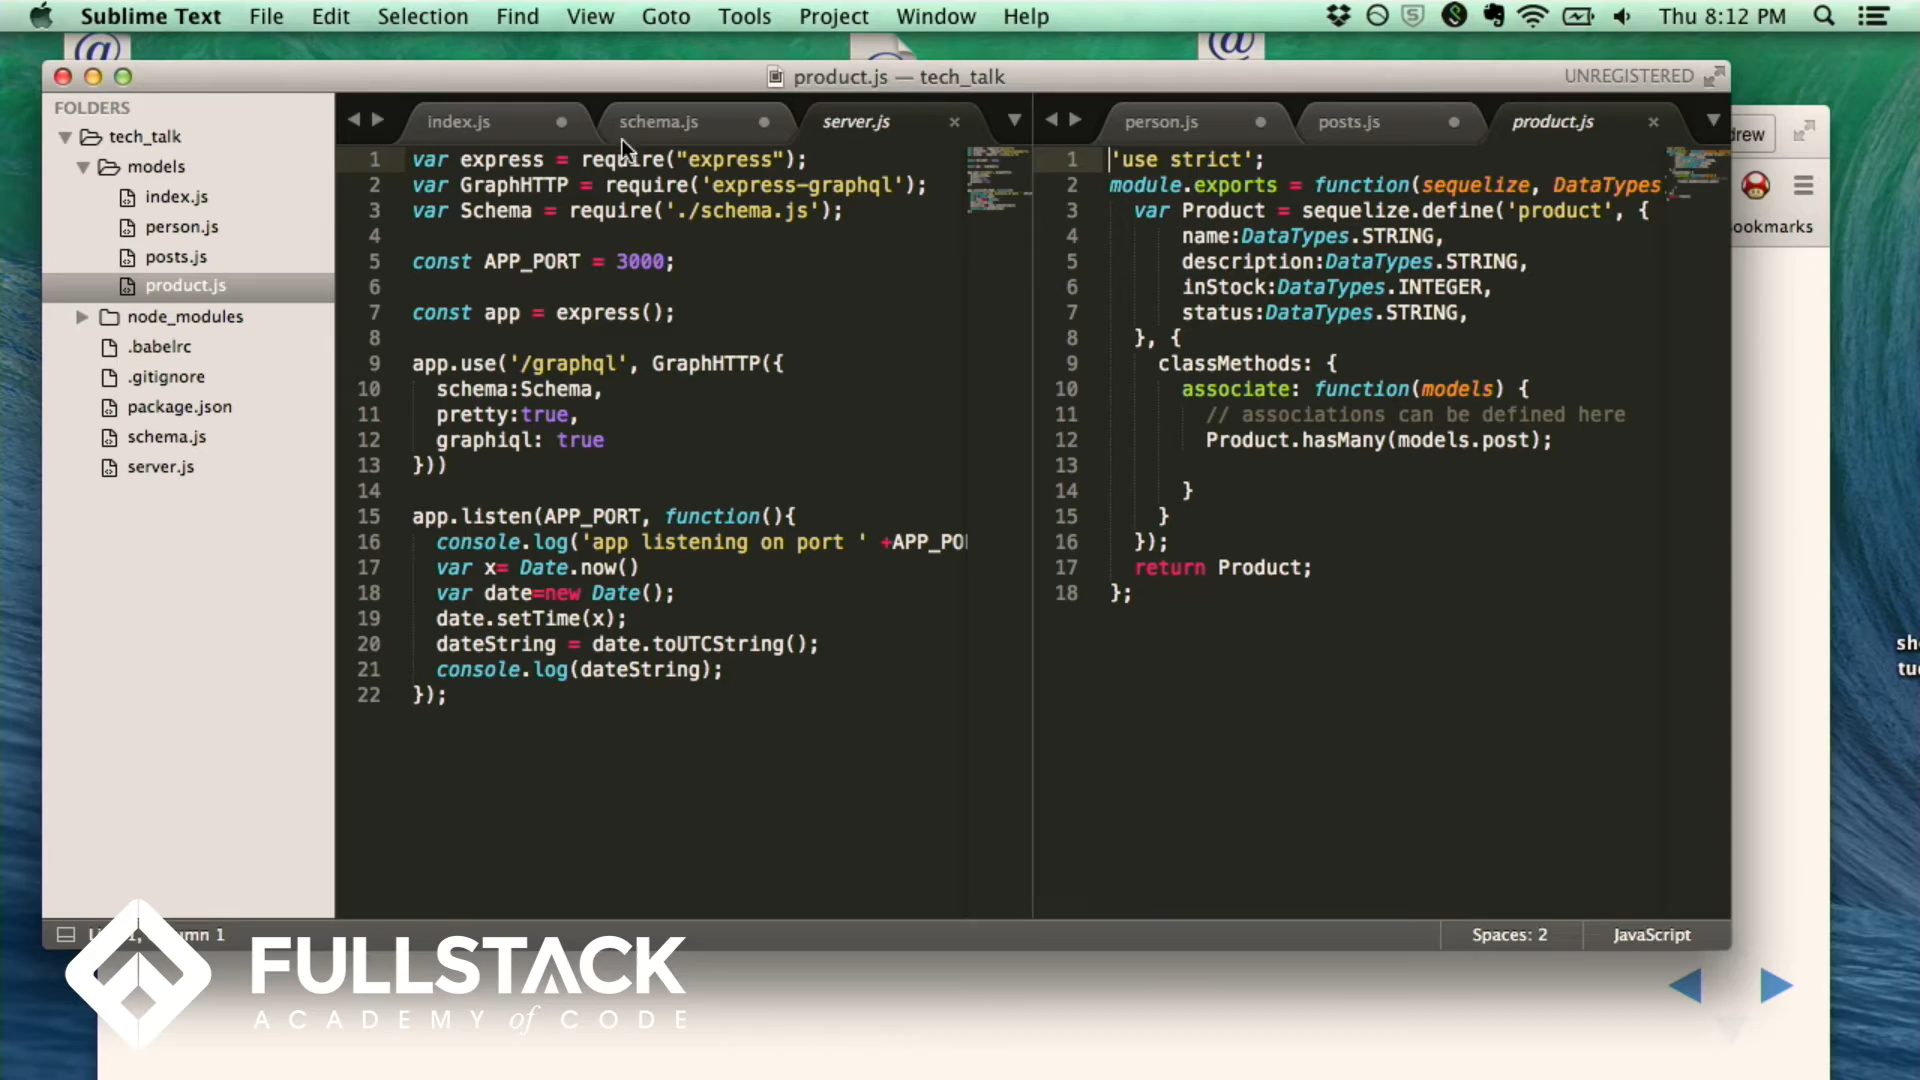 Sublime Text File Edit Selection Find View Goto Tools Project Window Help Thu 8:12 PM
product.js — tech_talk UNREGISTERED
FOLDERS
tech_talk
models
index.js
person.js
posts.js
product.js
node_modules
.babelrc
.gitignore
package.json
schema.js
server.js
index.js schema.js server.js
1 var express = require("express");
2 var GraphHTTP = require('express-graphql');
3 var Schema = require('./schema.js');
4
5 const APP_PORT = 3000;
6
7 const app = express();
8
9 app.use('/graphql', GraphHTTP({
10 schema:Schema,
11 pretty:true,
12 graphiql: true
13 }))
14
15 app.listen(APP_PORT, function(){
16 console.log('app listening on port ' +APP_PO
17 var x= Date.now()
18 var date=new Date();
19 date.setTime(x);
20 dateString = date.toUTCString();
21 console.log(dateString);
22 });
person.js posts.js product.js
1 'use strict';
2 module.exports = function(sequelize, DataTypes
3 var Product = sequelize.define('product', {
4 name:DataTypes.STRING,
5 description:DataTypes.STRING,
6 inStock:DataTypes.INTEGER,
7 status:DataTypes.STRING,
8 }, {
9 classMethods: {
10 associate: function(models) {
11 // associations can be defined here
12 Product.hasMany(models.post);
13
14 }
15 }
16 });
17 return Product;
18 };
rew
ookmarks
sh
tu
1, umn 1 Spaces: 2 JavaScript
FULLSTACK
ACADEMY of CODE